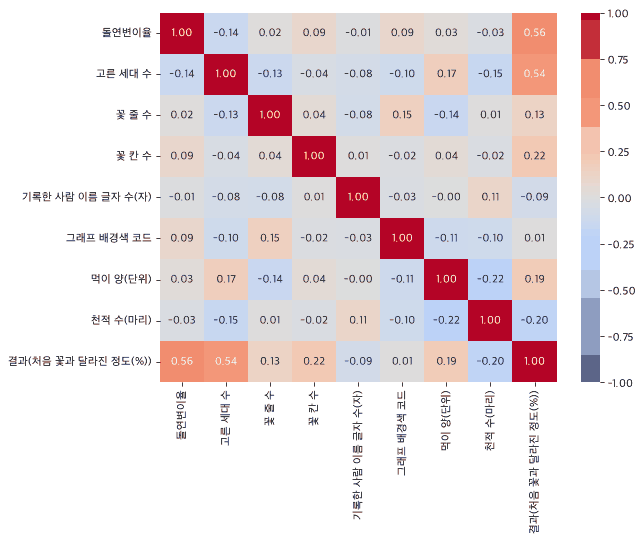 돌연변이율 1.00 -0.14 0.02 0.09 -0.01 0.09 0.03 -0.03 0.56
고른 세대 수 -0.14 1.00 -0.13 -0.04 -0.08 -0.10 0.17 -0.15 0.54
꽃 줄 수 0.02 -0.13 1.00 0.04 -0.08 0.15 -0.14 0.01 0.13
꽃 칸 수 0.09 -0.04 0.04 1.00 0.01 -0.02 0.04 -0.02 0.22
기록한 사람 이름 글자 수(자) -0.01 -0.08 -0.08 0.01 1.00 -0.03 -0.00 0.11 -0.09
그래프 배경색 코드 0.09 -0.10 0.15 -0.02 -0.03 1.00 -0.11 -0.10 0.01
먹이 양(단위) 0.03 0.17 -0.14 0.04 -0.00 -0.11 1.00 -0.22 0.19
천적 수(마리) -0.03 -0.15 0.01 -0.02 0.11 -0.10 -0.22 1.00 -0.20
결과(처음 꽃과 달라진 정도(%)) 0.56 0.54 0.13 0.22 -0.09 0.01 0.19 -0.20 1.00
돌연변이율
고른 세대 수
꽃 줄 수
꽃 칸 수
기록한 사람 이름 글자 수(자)
그래프 배경색 코드
먹이 양(단위)
천적 수(마리)
결과(처음 꽃과 달라진 정도(%))
1.00
0.75
0.50
0.25
0.00
-0.25
-0.50
-0.75
-1.00